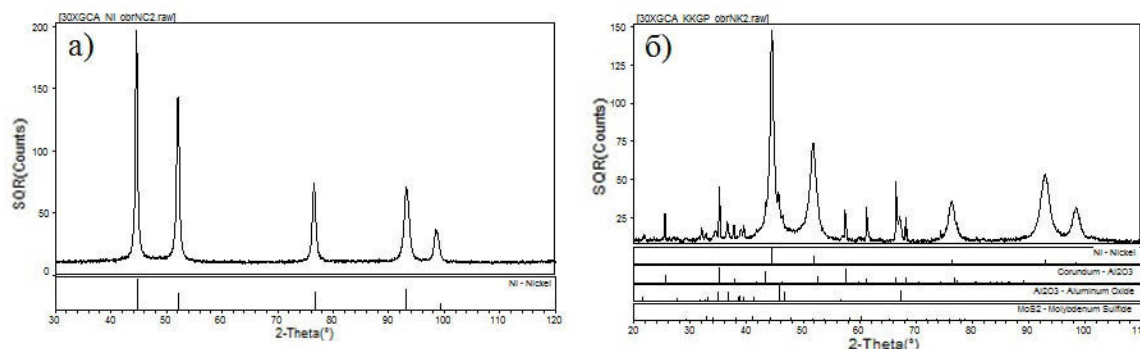 [30XGCA_NI_obrNC2.raw]
а)
SQR(Counts)
200
150
100
50
0
Ni - Nickel
30 40 50 60 70 80 90 100 110 120
2-Theta(°)
[30XGCA_KKGP_obrNK2.raw]
б)
SQR(Counts)
150
125
100
75
50
25
Ni - Nickel
Corundum - Al2O3
Al2O3 - Aluminum Oxide
MoS2 - Molybdenum Sulfide
20 30 40 50 60 70 80 90 100 110
2-Theta(°)